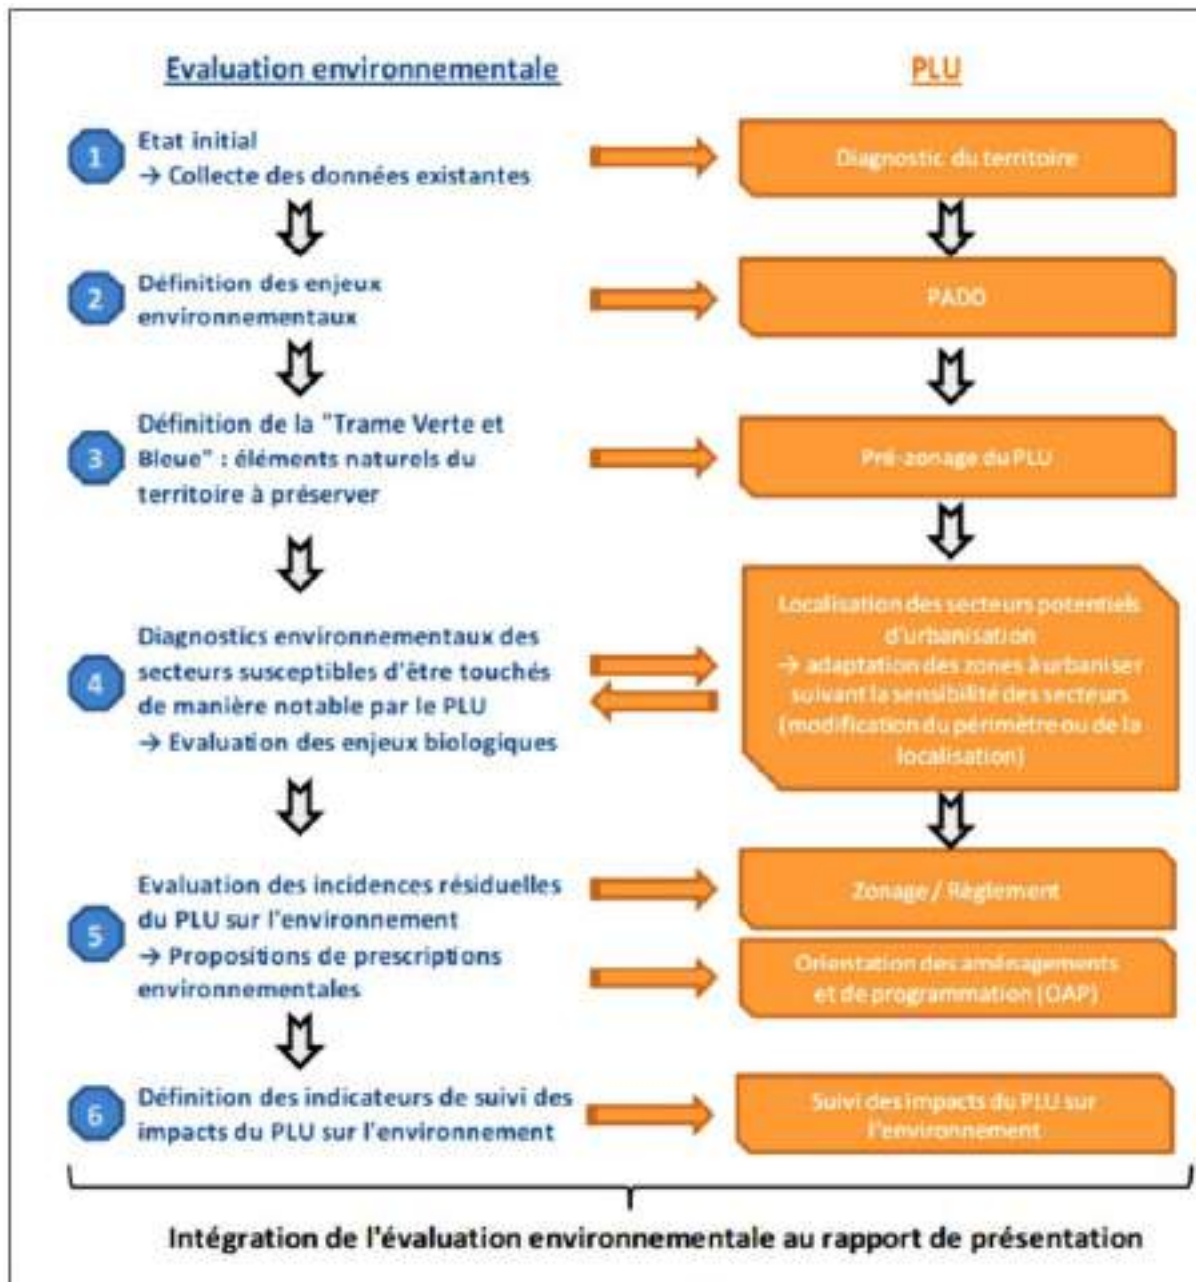 Evaluation environnementale
PLU
1
Etat initial
→ Collecte des données existantes
Diagnostic du territoire
2
Définition des enjeux
environnementaux
PADD
3
Définition de la "Trame Verte et
Bleue" : éléments naturels du
territoire à préserver
Pré-zonage du PLU
4
Diagnostics environnementaux des
secteurs susceptibles d'être touchés
de manière notable par le PLU
→ Evaluation des enjeux biologiques
Localisation des secteurs potentiels
d'urbanisation
→ adaptation des zones à urbaniser
suivant la sensibilité des secteurs
(modification du périmètre ou de la
localisation)
5
Evaluation des incidences résiduelles
du PLU sur l'environnement
→ Propositions de prescriptions
environnementales
Zonage / Règlement
Orientation des aménagements
et de programmation (OAP)
6
Définition des indicateurs de suivi des
impacts du PLU sur l'environnement
Suivi des impacts du PLU sur
l'environnement
Intégration de l'évaluation environnementale au rapport de présentation